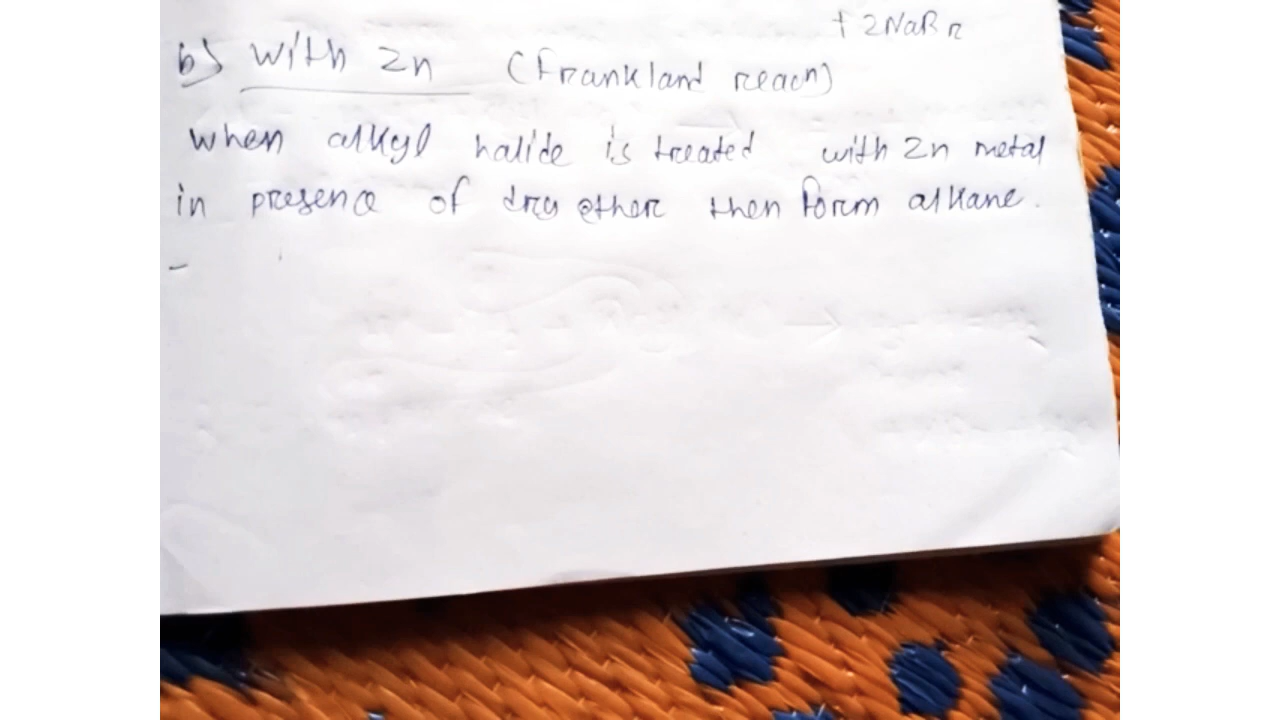 + 2NaBr
b) With Zn (Frankland reacn)
When alkyl halide is treated with Zn metal
in presence of dry ether then form alkane.